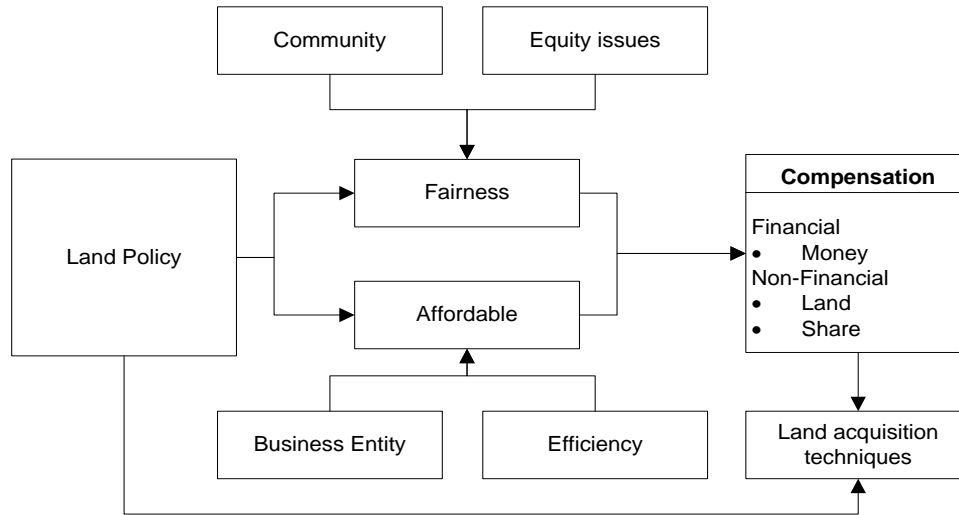 Community
Equity issues
Fairness
Land Policy
Affordable
Business Entity
Efficiency
Compensation
Financial
• Money
Non-Financial
• Land
• Share
Land acquisition
techniques